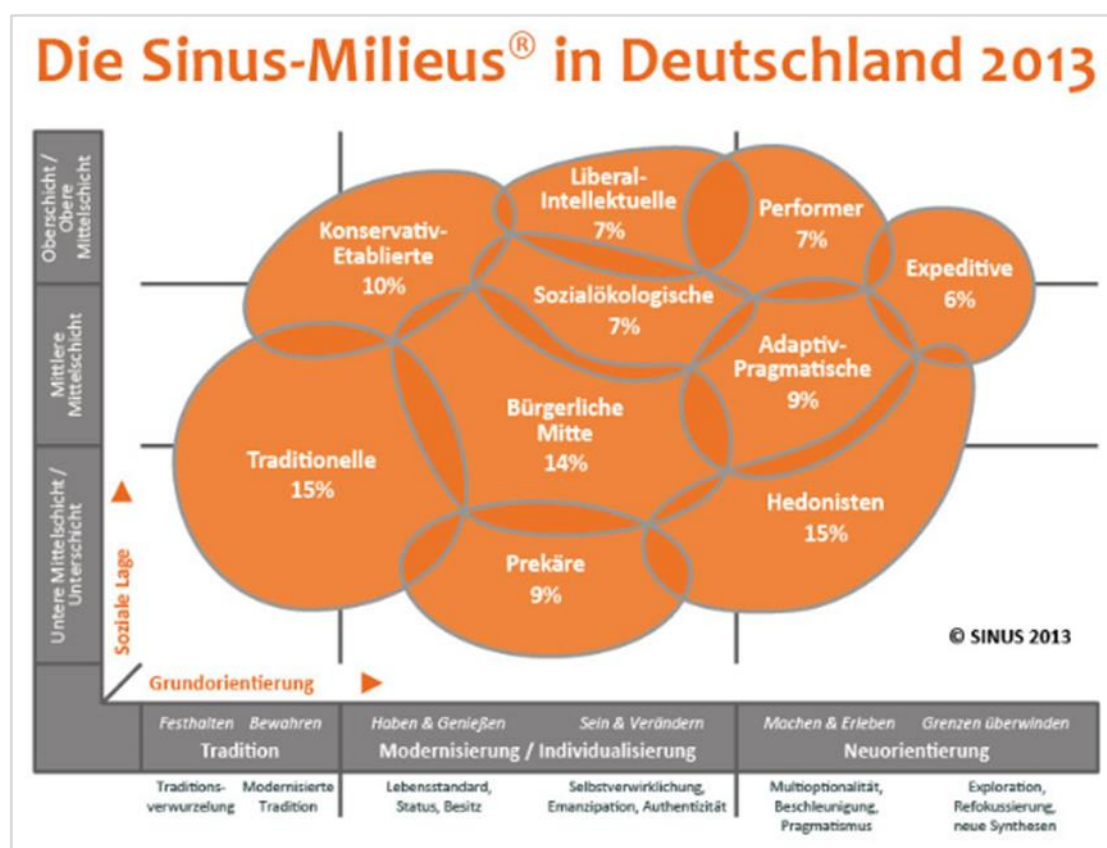 Die Sinus-Milieus® in Deutschland 2013
Oberschicht /
Obere
Mittelschicht
Mittlere
Mittelschicht
Untere Mittelschicht /
Unterschicht
Soziale Lage
Konservativ-
Etablierte
10%
Liberal-
Intellektuelle
7%
Performer
7%
Expeditive
6%
Sozialökologische
7%
Adaptiv-
Pragmatische
9%
Bürgerliche
Mitte
14%
Traditionelle
15%
Hedonisten
15%
Prekäre
9%
© SINUS 2013
Grundorientierung
Festhalten Bewahren
Tradition
Haben & Genießen Sein & Verändern
Modernisierung / Individualisierung
Machen & Erleben Grenzen überwinden
Neuorientierung
Traditions-
verwurzelung
Modernisierte
Tradition
Lebensstandard,
Status, Besitz
Selbstverwirklichung,
Emanzipation, Authentizität
Multioptionalität,
Beschleunigung,
Pragmatismus
Exploration,
Refokussierung,
neue Synthesen